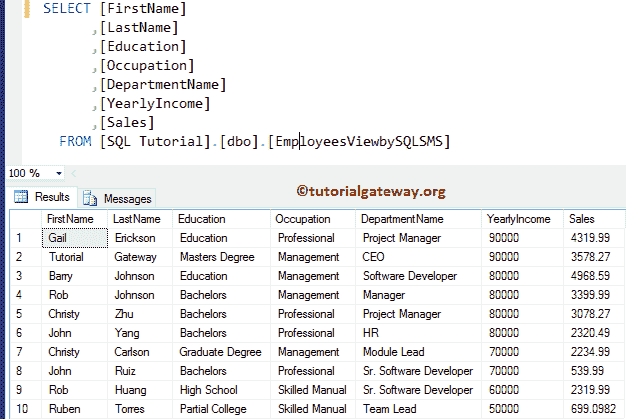 SELECT [FirstName]
,[LastName]
,[Education]
,[Occupation]
,[DepartmentName]
,[YearlyIncome]
,[Sales]
FROM [SQL Tutorial].[dbo].[EmployeesViewbySQLSMS]
100 %
Results Messages ©tutorialgateway.org
FirstName LastName Education Occupation DepartmentName YearlyIncome Sales
1 Gail Erickson Education Professional Project Manager 90000 4319.99
2 Tutorial Gateway Masters Degree Management CEO 90000 3578.27
3 Barry Johnson Education Management Software Developer 80000 4968.59
4 Rob Johnson Bachelors Management Manager 80000 3399.99
5 Christy Zhu Bachelors Professional Project Manager 80000 3078.27
6 John Yang Bachelors Professional HR 80000 2320.49
7 Christy Carlson Graduate Degree Management Module Lead 70000 2234.99
8 John Ruiz Bachelors Professional Sr. Software Developer 70000 539.99
9 Rob Huang High School Skilled Manual Sr. Software Developer 60000 2319.99
10 Ruben Torres Partial College Skilled Manual Team Lead 50000 699.0982